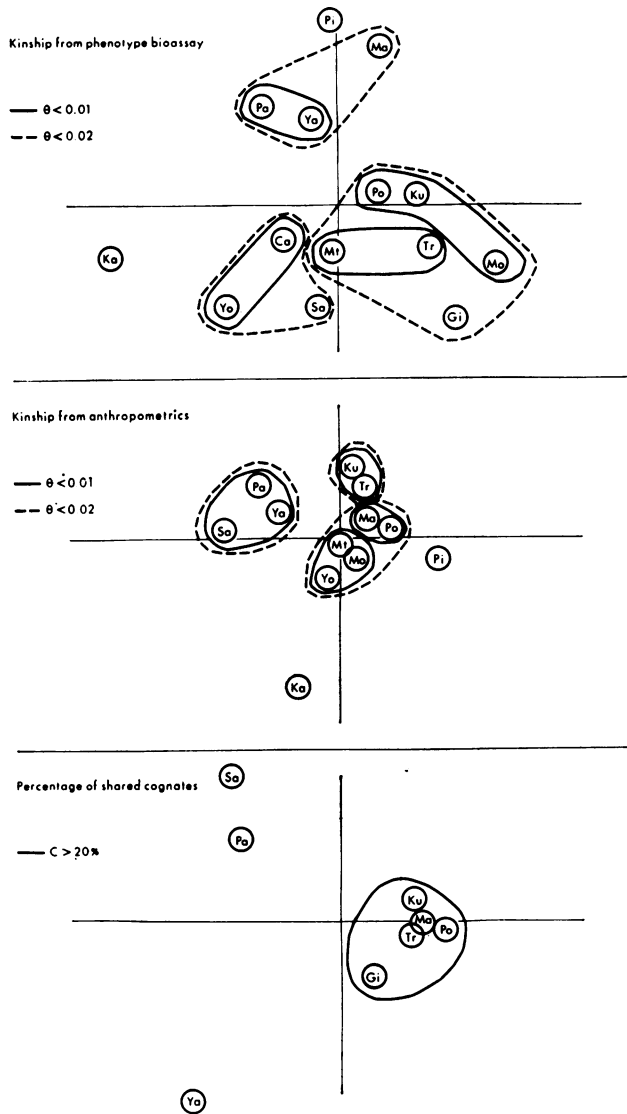 Pi
Kinship from phenotype bioassay
Ma
θ < 0.01
Pa
Ya
θ < 0.02
Po
Ku
Ca
Mt
Tr
Ka
Mo
Yo
Sa
Gi
Kinship from anthropometrics
Ku
θ < 0.01
Pa
Tr
θ < 0.02
Ya
Ma
Po
Sa
Mt
Mo
Pi
Yo
Ka
Sa
Percentage of shared cognates
Pa
C > 20%
Ku
Ma
Po
Tr
Gi
Ya